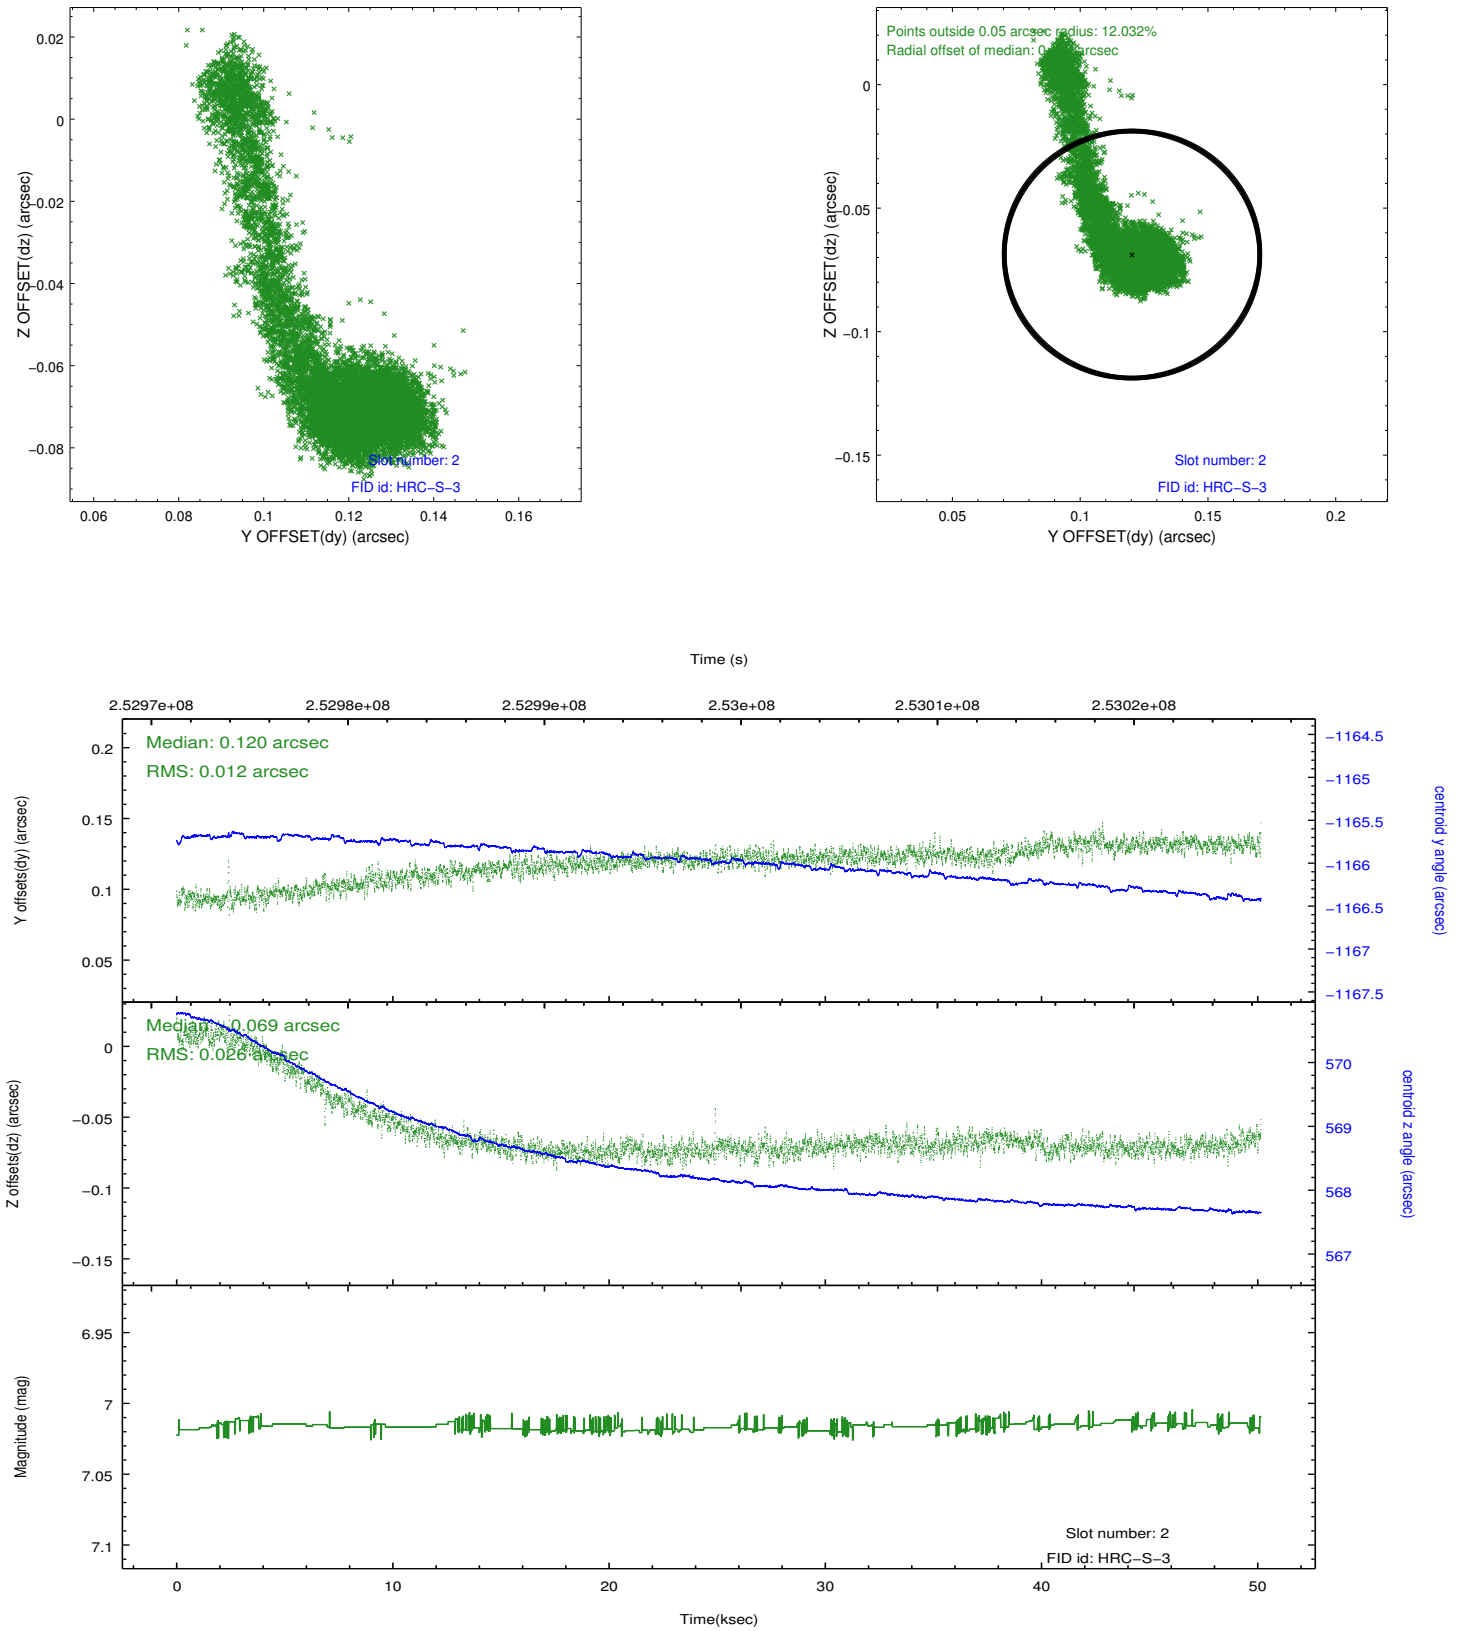 0.02
0
−0.02
−0.04
−0.06
−0.08
Z OFFSET(dz) (arcsec)
Slot number: 2
FID id: HRC−S−3
0.06 0.08 0.1 0.12 0.14 0.16
Y OFFSET(dy) (arcsec)
Points outside 0.05 arcsec radius: 12.032%
Radial offset of median: arcsec
0
−0.05
−0.1
−0.15
Z OFFSET(dz) (arcsec)
Slot number: 2
FID id: HRC−S−3
0.05 0.1 0.15 0.2
Y OFFSET(dy) (arcsec)
Time (s)
2.5297e+08 2.5298e+08 2.5299e+08 2.53e+08 2.5301e+08 2.5302e+08
Median: 0.120 arcsec
RMS: 0.012 arcsec
0.2
0.15
0.1
0.05
Y offsets(dy) (arcsec)
−1164.5
−1165
−1165.5
−1166
−1166.5
−1167
−1167.5
centroid y angle (arcsec)
Median: −0.069 arcsec
RMS: 0.026 arcsec
0
−0.05
−0.1
−0.15
Z offsets(dz) (arcsec)
570
569
568
567
centroid z angle (arcsec)
6.95
7
7.05
7.1
Magnitude (mag)
Slot number: 2
FID id: HRC−S−3
0 10 20 30 40 50
Time(ksec)